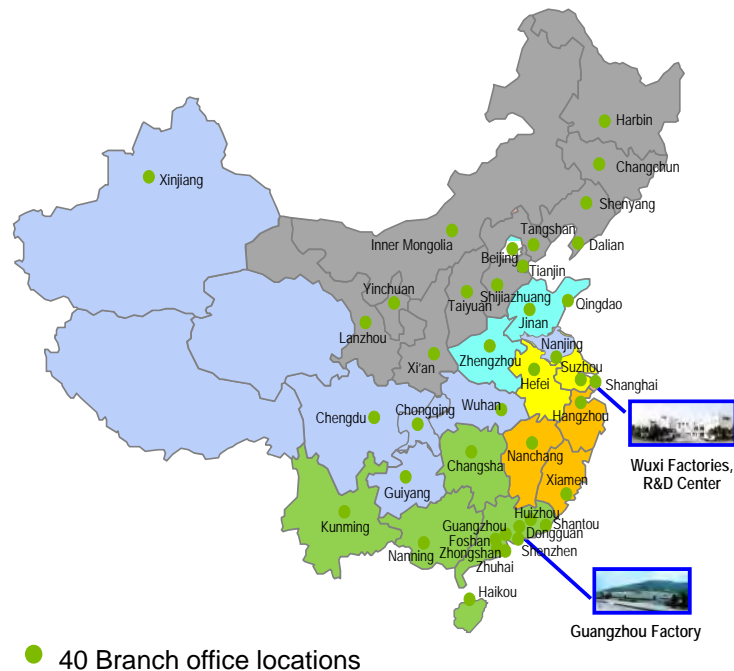 Harbin
Changchun
Xinjiang
Shenyang
Tangshan
Inner Mongolia
Dalian
Beijing
Tianjin
Yinchuan
Shijiazhuang
Taiyuan
Qingdao
Jinan
Lanzhou
Nanjing
Zhengzhou
Xi'an
Suzhou
Hefei
Shanghai
Wuhan
Hangzhou
Chengdu
Chongqing
Nanchang
Wuxi Factories,
R&D Center
Changsha
Xiamen
Guiyang
Huizhou
Kunming
Guangzhou
Shantou
Dongguan
Foshan
Nanning
Zhongshan
Shenzhen
Zhuhai
Haikou
Guangzhou Factory
40 Branch office locations